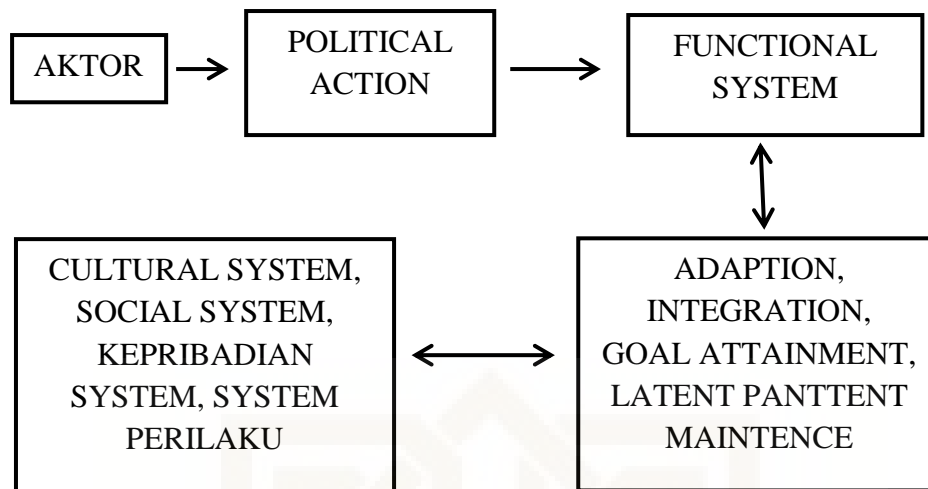 AKTOR
POLITICAL
ACTION
FUNCTIONAL
SYSTEM
CULTURAL SYSTEM,
SOCIAL SYSTEM,
KEPRIBADIAN
SYSTEM, SYSTEM
PERILAKU
ADAPTION,
INTEGRATION,
GOAL ATTAINMENT,
LATENT PANTTENT
MAINTENCE